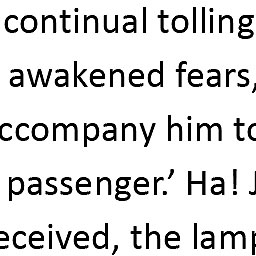 continual tolling
awakened fears,
ccompany him to
passenger.’ Ha! J
eceived, the lamp